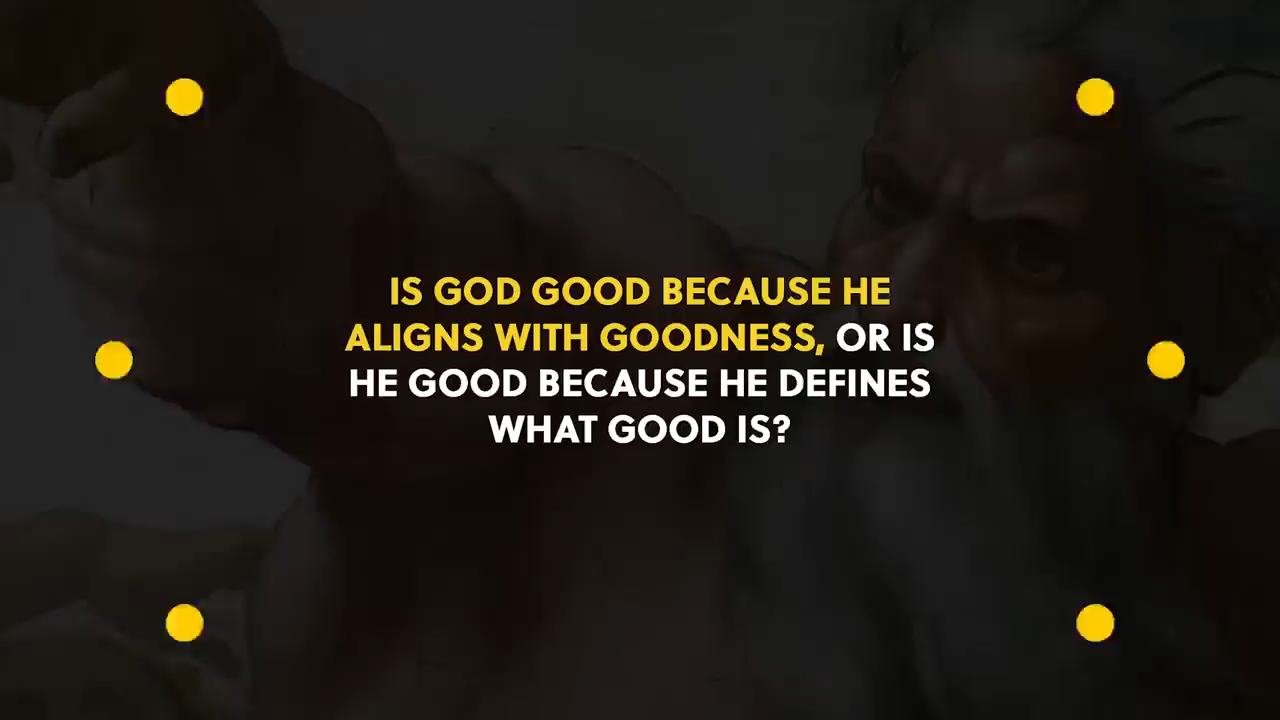 IS GOD GOOD BECAUSE HE
ALIGNS WITH GOODNESS, OR IS
HE GOOD BECAUSE HE DEFINES
WHAT GOOD IS?